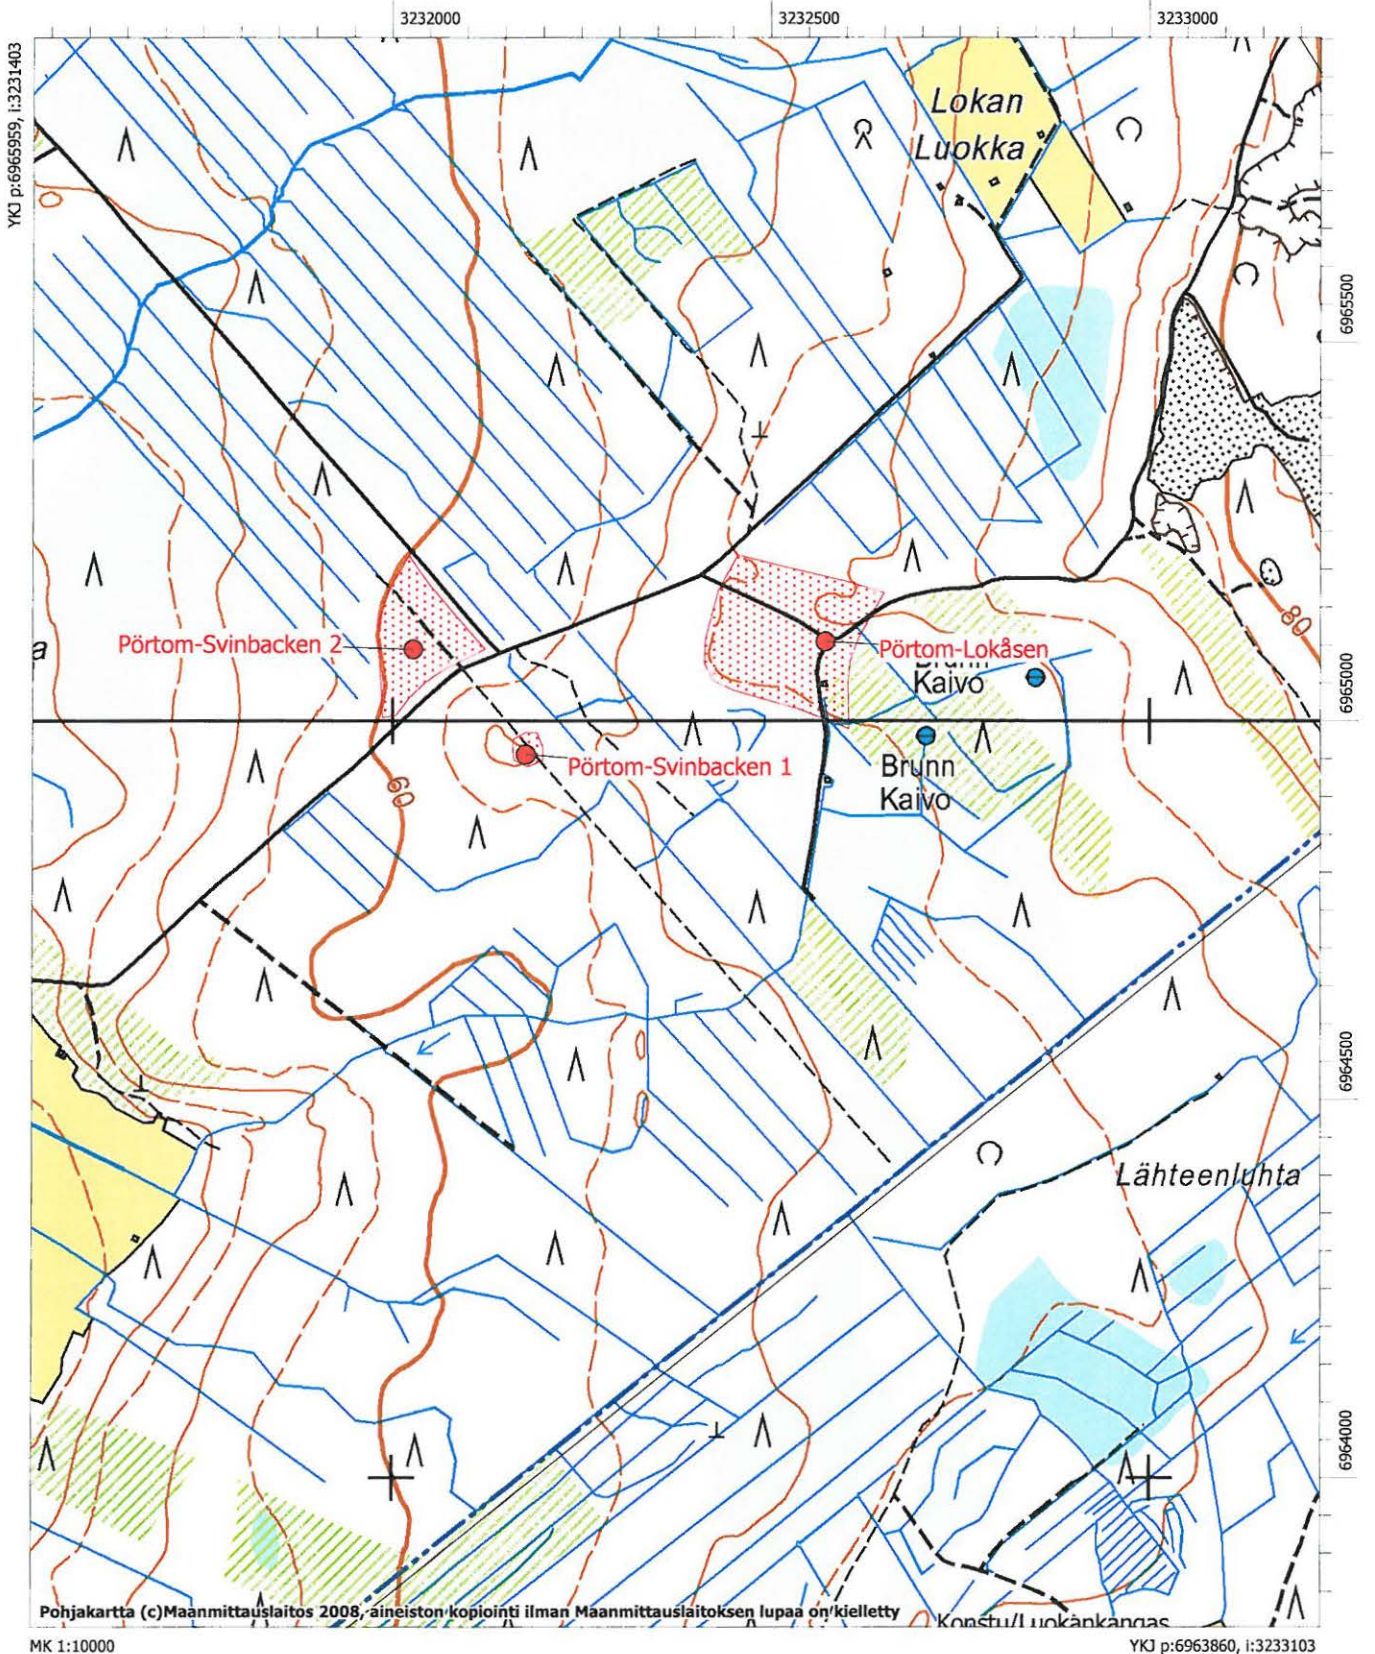 3232000
3232500
3233000
YKJ p:6965959, i:3231403
Lokan
Luokka
6965500
80
Pörtom-Svinbacken 2
Pörtom-Lokåsen
a
Brunn
Kaivo
6965000
Pörtom-Svinbacken 1
Brunn
Kaivo
60
6964500
Lähteenluhta
6964000
Pohjakartta (c)Maanmittauslaitos 2008, aineiston kopiointi ilman Maanmittauslaitoksen lupaa on kielletty
Konstu/Luokankangas
MK 1:10000
YKJ p:6963860, i:3233103